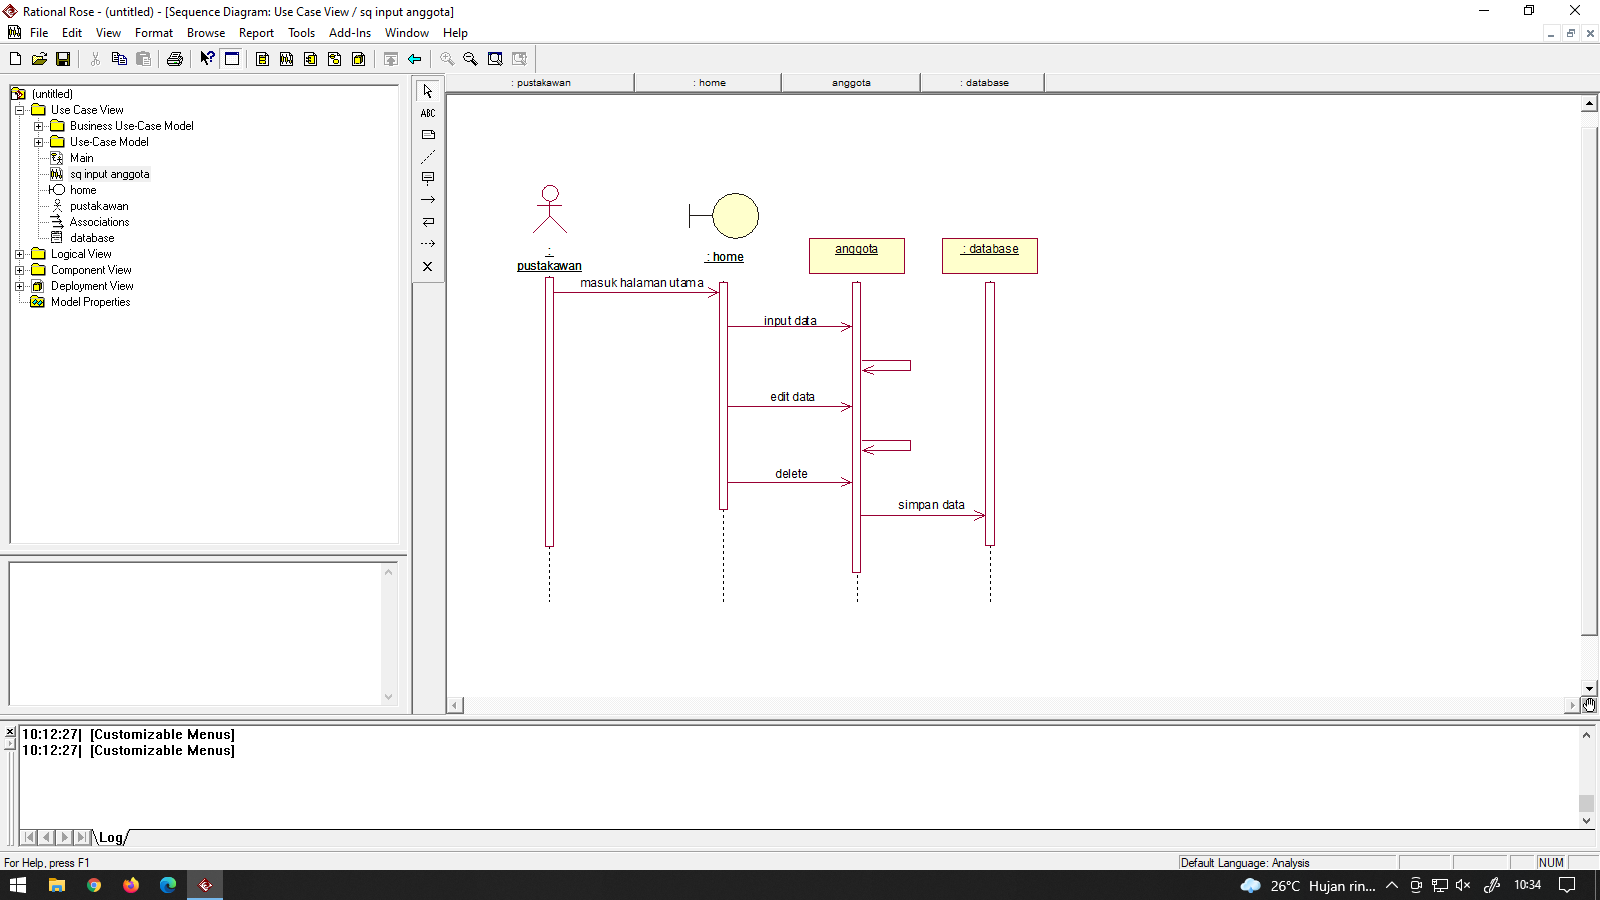 Rational Rose - (untitled) - [Sequence Diagram: Use Case View / sq input anggota]
File Edit View Format Browse Report Tools Add-Ins Window Help
(untitled)
Use Case View
Business Use-Case Model
Use-Case Model
Main
sq input anggota
home
pustakawan
Associations
database
Logical View
Component View
Deployment View
Model Properties
ABC
: pustakawan : home anggota : database
:
pustakawan
: home
anggota
: database
masuk halaman utama
input data
edit data
delete
simpan data
10:12:27| [Customizable Menus]
10:12:27| [Customizable Menus]
Log
For Help, press F1
Default Language: Analysis
NUM
26°C Hujan rin...
10:34